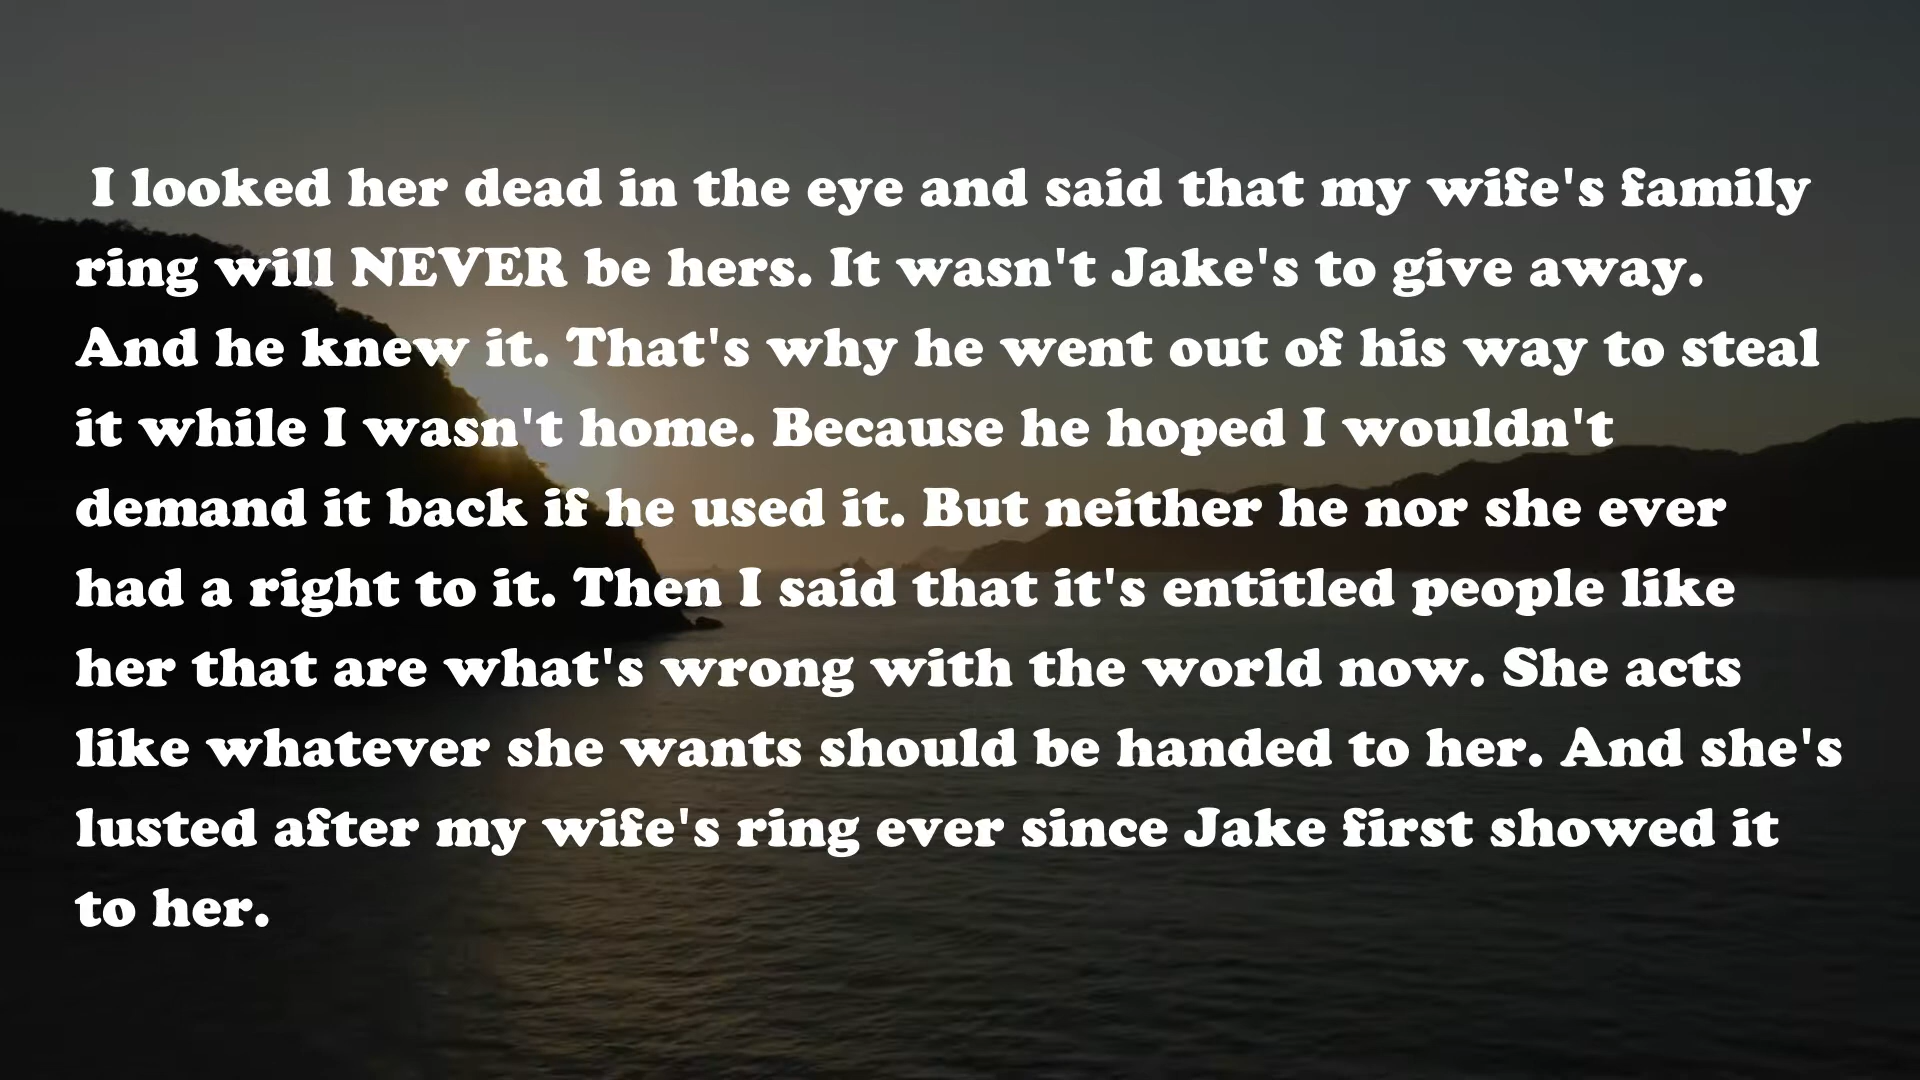 I looked her dead in the eye and said that my wife's family
ring will NEVER be hers. It wasn't Jake's to give away.
And he knew it. That's why he went out of his way to steal
it while I wasn't home. Because he hoped I wouldn't
demand it back if he used it. But neither he nor she ever
had a right to it. Then I said that it's entitled people like
her that are what's wrong with the world now. She acts
like whatever she wants should be handed to her. And she's
lusted after my wife's ring ever since Jake first showed it
to her.